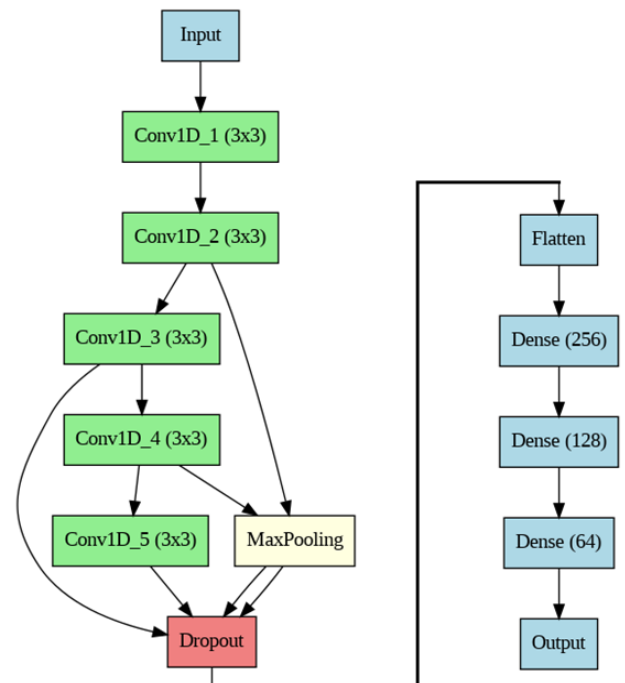 Input
Conv1D_1 (3x3)
Conv1D_2 (3x3)
Conv1D_3 (3x3)
Conv1D_4 (3x3)
Conv1D_5 (3x3)
MaxPooling
Dropout
Flatten
Dense (256)
Dense (128)
Dense (64)
Output